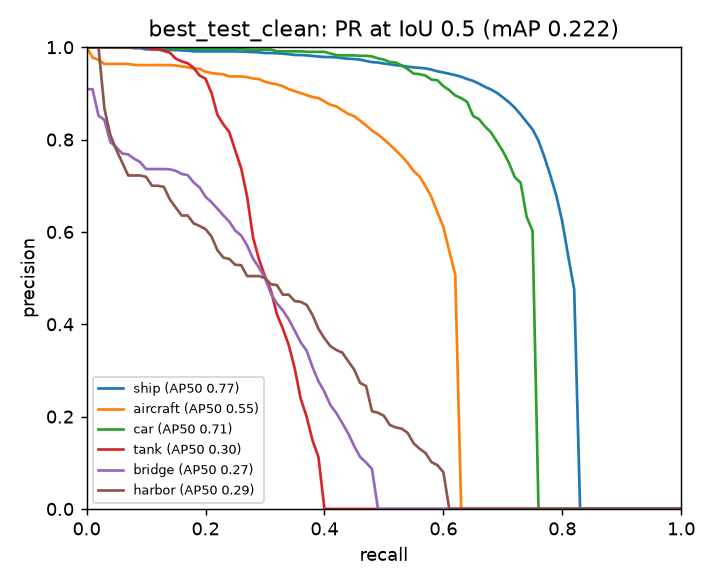 best_test_clean: PR at IoU 0.5 (mAP 0.222)
precision
1.0
0.8
0.6
0.4
0.2
0.0
ship (AP50 0.77)
aircraft (AP50 0.55)
car (AP50 0.71)
tank (AP50 0.30)
bridge (AP50 0.27)
harbor (AP50 0.29)
0.0 0.2 0.4 0.6 0.8 1.0
recall